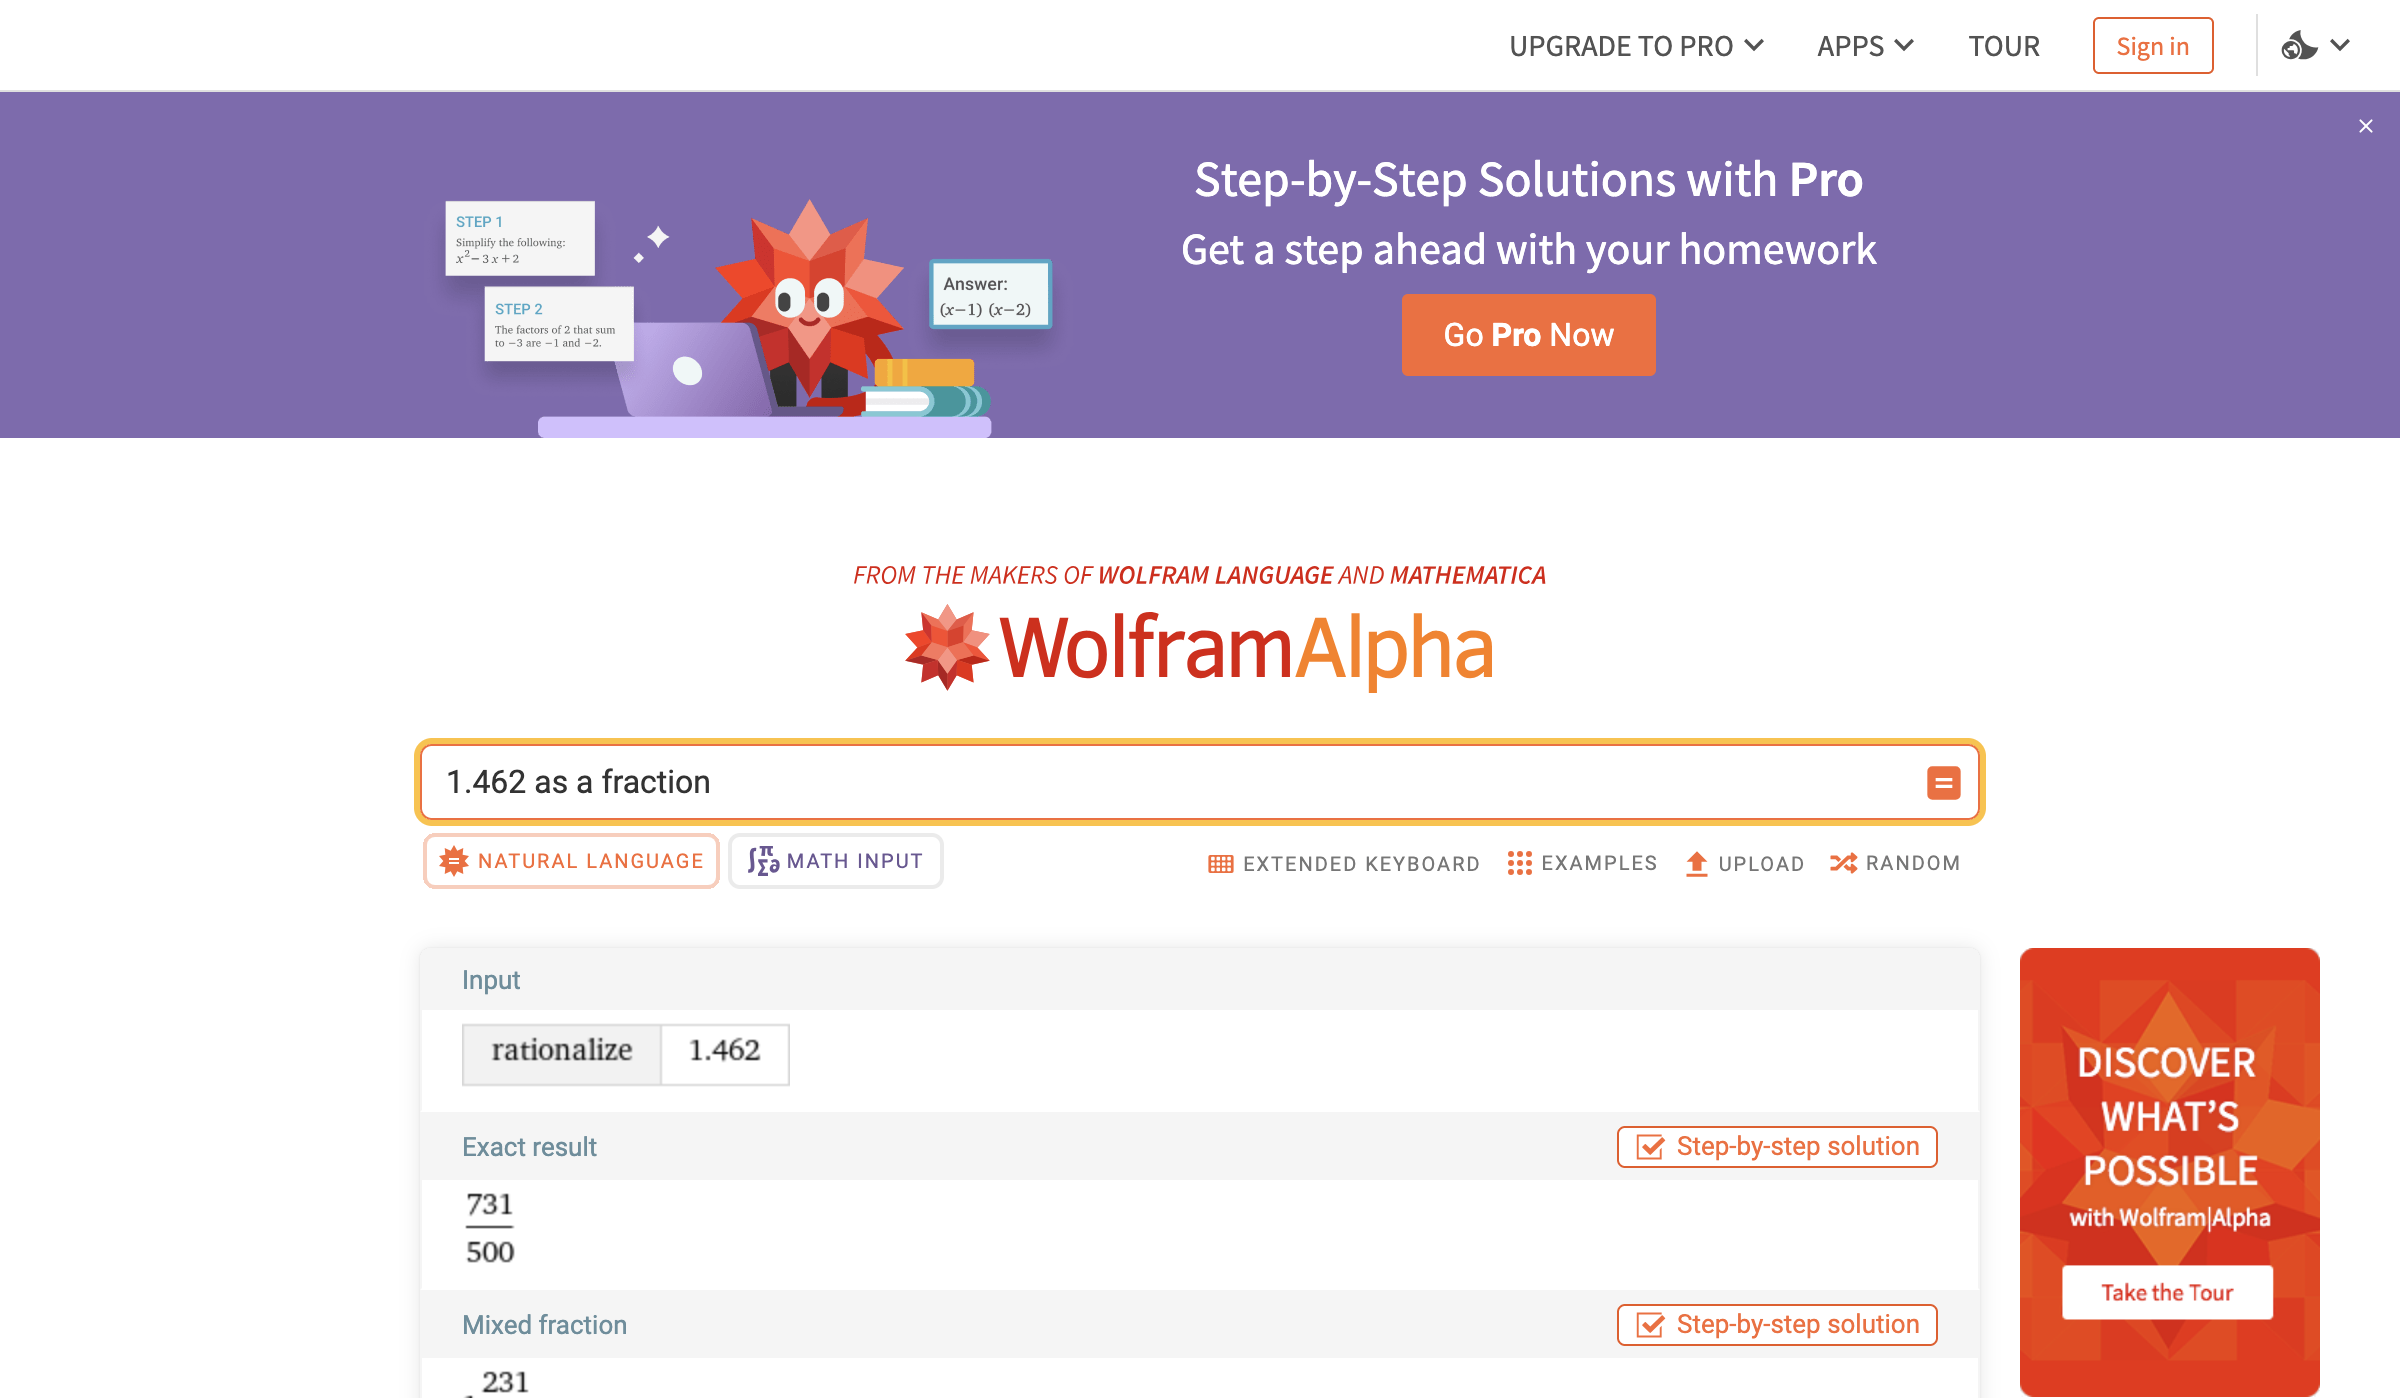 UPGRADE TO PRO
APPS
TOUR
Sign in
Step-by-Step Solutions with Pro
Get a step ahead with your homework
Go Pro Now
STEP 1
Simplify the following:
x²−3x+2
STEP 2
The factors of 2 that sum
to −3 are −1 and −2.
Answer:
(x−1) (x−2)
FROM THE MAKERS OF WOLFRAM LANGUAGE AND MATHEMATICA
WolframAlpha
1.462 as a fraction
NATURAL LANGUAGE
MATH INPUT
EXTENDED KEYBOARD
EXAMPLES
UPLOAD
RANDOM
Input
rationalize 1.462
Exact result
Step-by-step solution
731
500
Mixed fraction
Step-by-step solution
231
DISCOVER
WHAT'S
POSSIBLE
with Wolfram|Alpha
Take the Tour